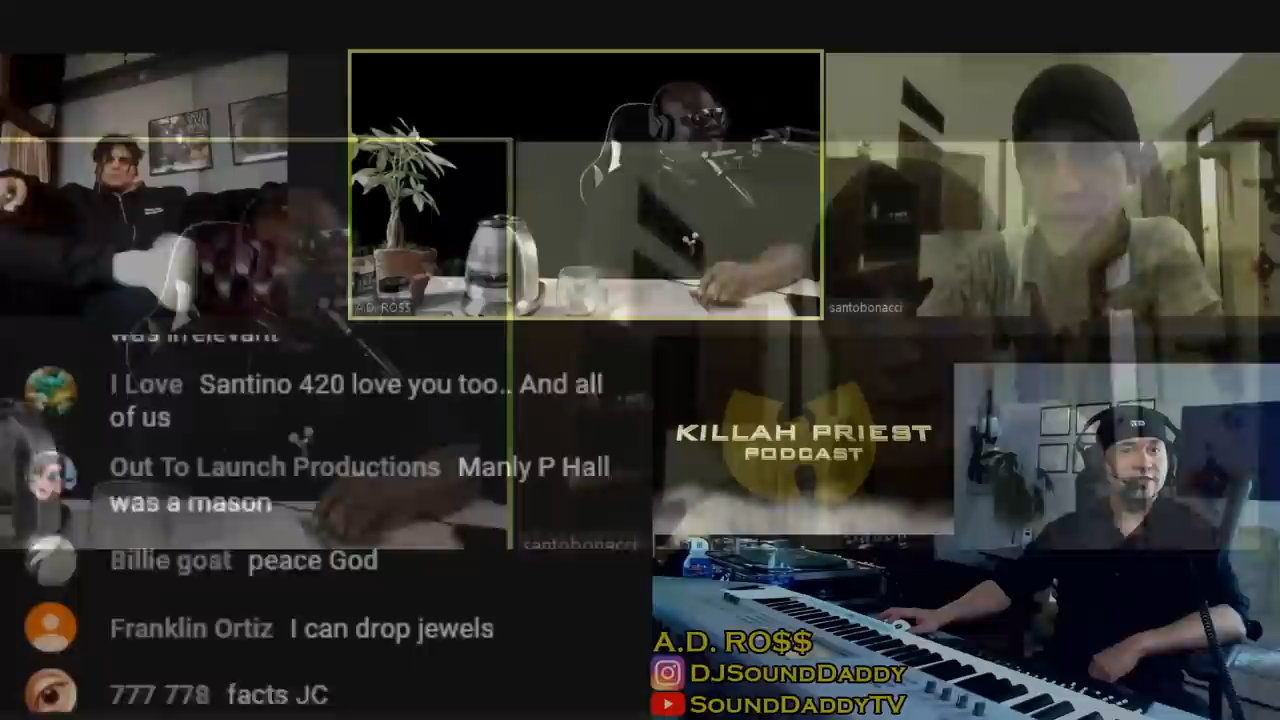 A.D. ROSS
santobonacci
was irrelevant
I Love Santino 420 love you too.. And all
of us
Out To Launch Productions Manly P Hall
was a mason
santobonacci
Billie goat peace God
Franklin Ortiz I can drop jewels
777 778 facts JC
KILLAH PRIEST
PODCAST
A.D. RO$$
DJSOUNDDADDY
SOUNDDADDYTV